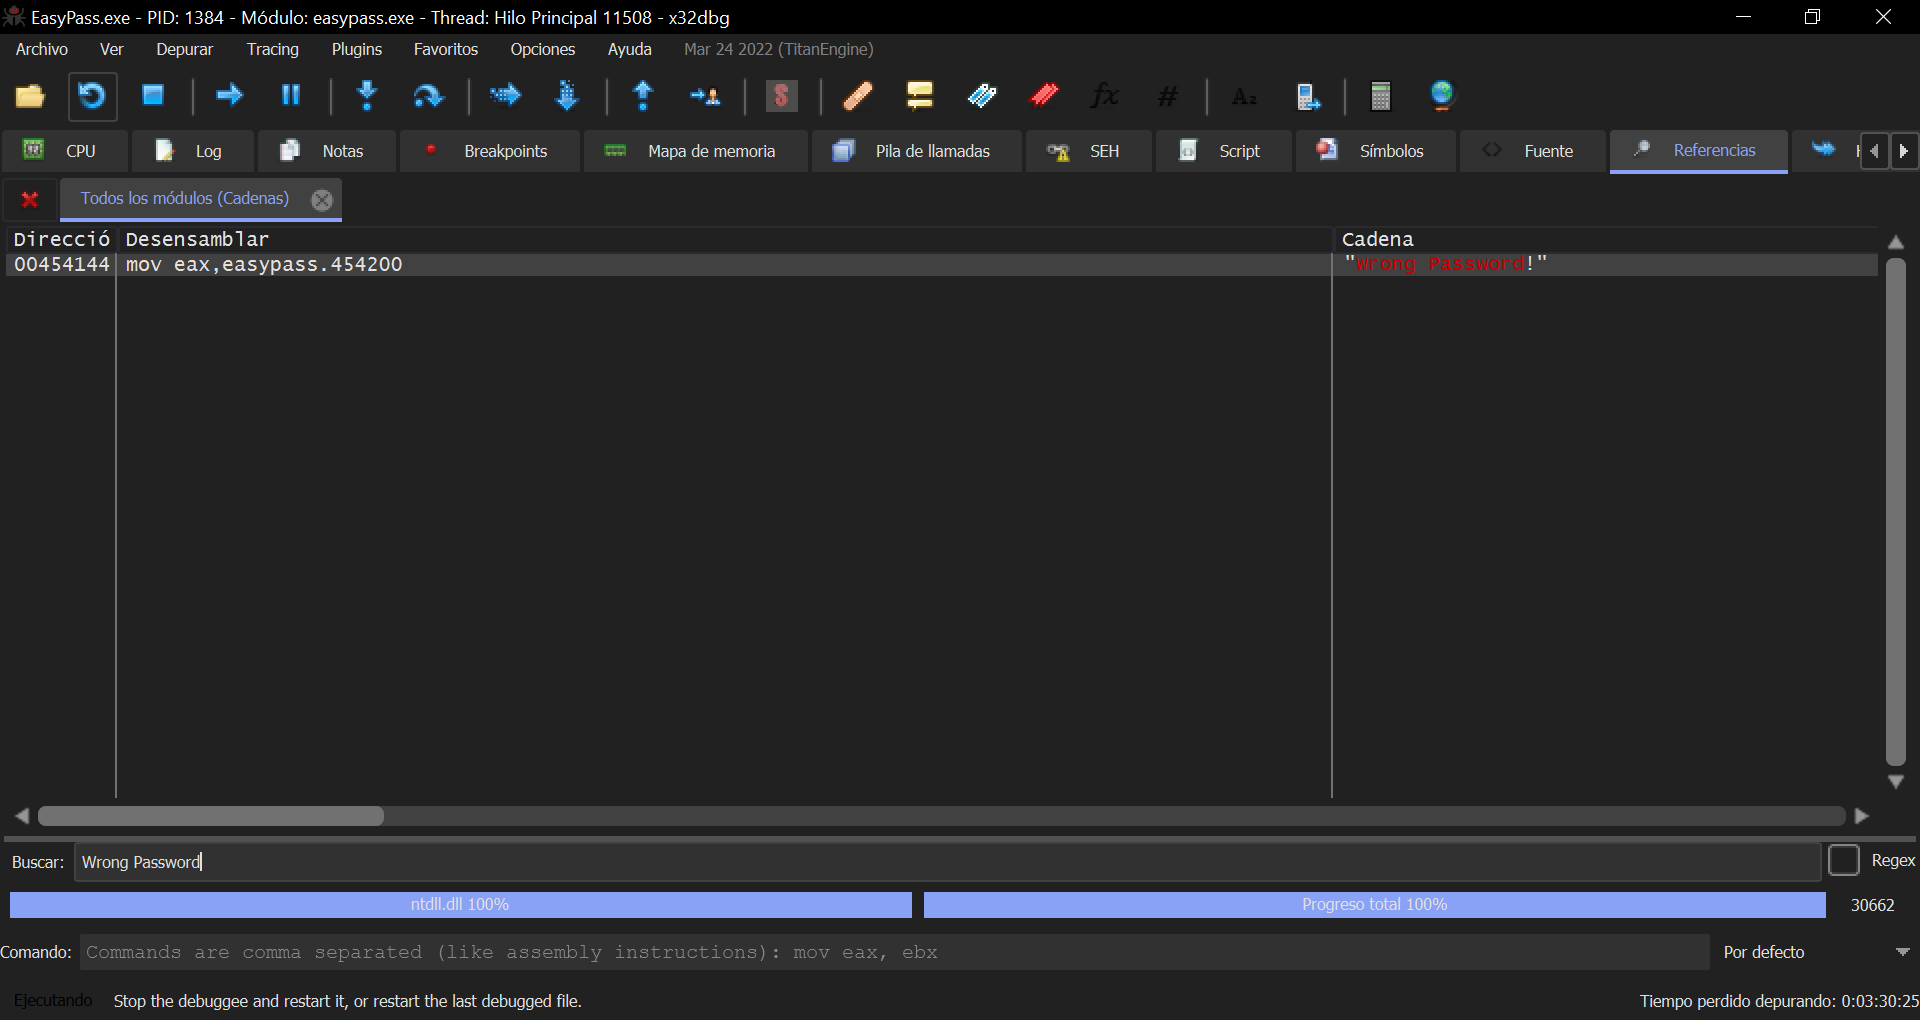 EasyPass.exe - PID: 1384 - Módulo: easypass.exe - Thread: Hilo Principal 11508 - x32dbg
Archivo Ver Depurar Tracing Plugins Favoritos Opciones Ayuda Mar 24 2022 (TitanEngine)
CPU Log Notas Breakpoints Mapa de memoria Pila de llamadas SEH Script Símbolos Fuente Referencias
Todos los módulos (Cadenas)
Direcció Desensamblar Cadena
00454144 mov eax,easypass.454200 "Wrong Password!"
Buscar: Wrong Password Regex
ntdll.dll 100% Progreso total 100% 30662
Comando: Commands are comma separated (like assembly instructions): mov eax, ebx Por defecto
Ejecutando Stop the debuggee and restart it, or restart the last debugged file. Tiempo perdido depurando: 0:03:30:25